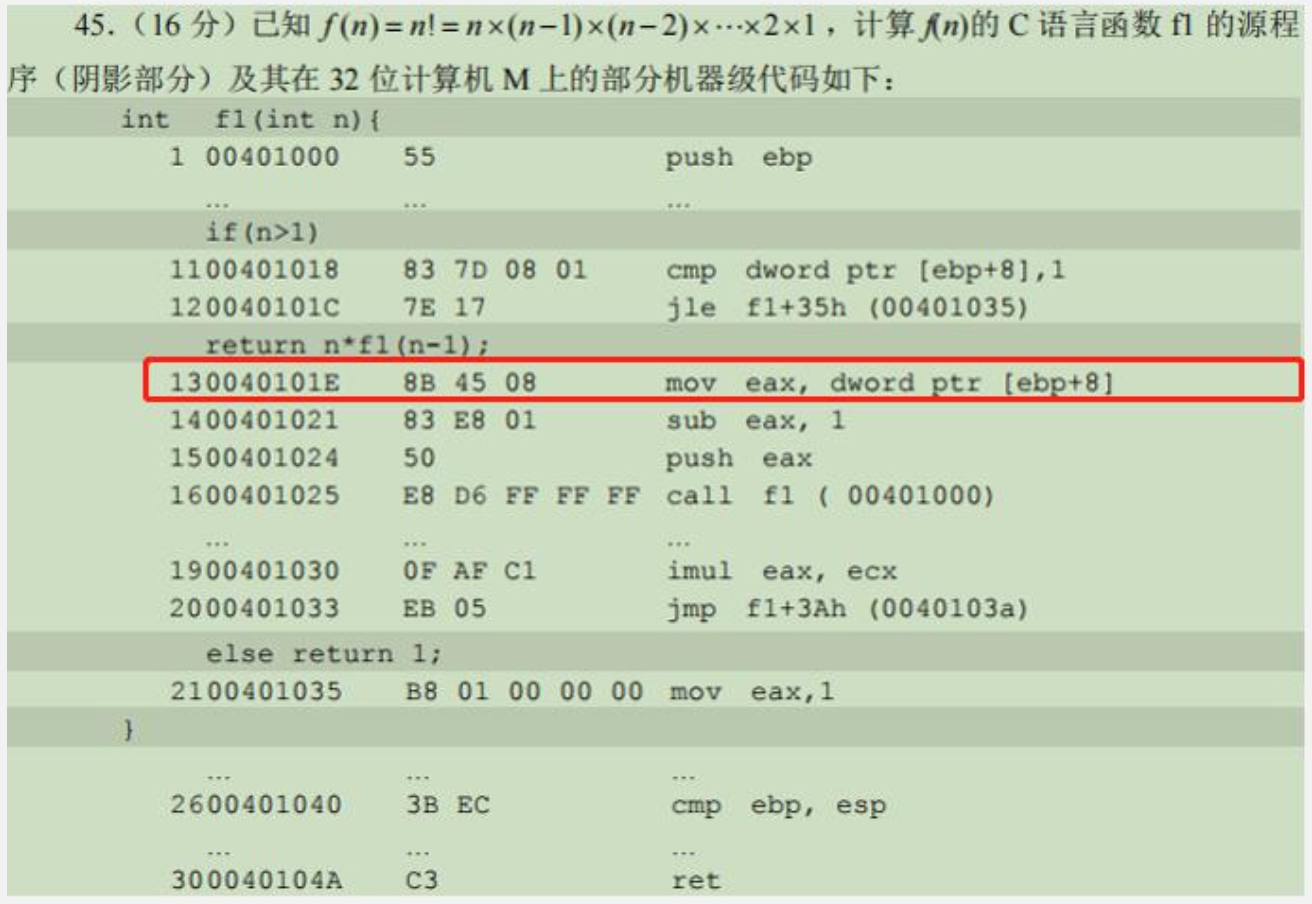 45.（16 分）已知 f(n)=n!=n×(n−1)×(n−2)×⋯×2×1，计算 f(n)的 C 语言函数 f1 的源程
序（阴影部分）及其在 32 位计算机 M 上的部分机器级代码如下：
int f1(int n){
1 00401000 55 push ebp
… … …
if(n>1)
1100401018 83 7D 08 01 cmp dword ptr [ebp+8],1
120040101C 7E 17 jle f1+35h (00401035)
return n*f1(n-1);
130040101E 8B 45 08 mov eax, dword ptr [ebp+8]
1400401021 83 E8 01 sub eax, 1
1500401024 50 push eax
1600401025 E8 D6 FF FF FF call f1 ( 00401000)
… … …
1900401030 0F AF C1 imul eax, ecx
2000401033 EB 05 jmp f1+3Ah (0040103a)
else return 1;
2100401035 B8 01 00 00 00 mov eax,1
}
… … …
2600401040 3B EC cmp ebp, esp
… … …
300040104A C3 ret